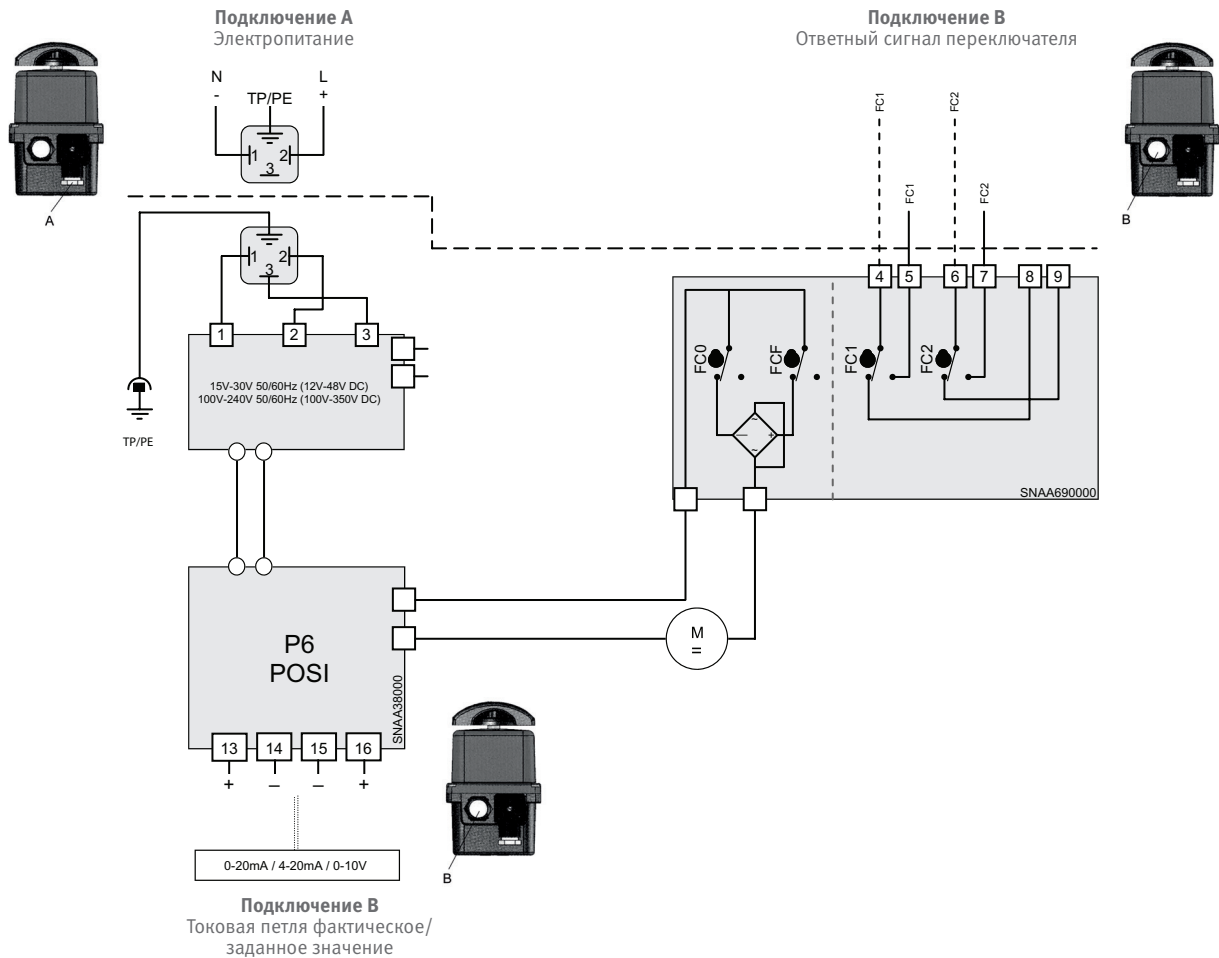 Подключение A
Электропитание
Подключение B
Ответный сигнал переключателя
N
-
TP/PE
L
+
1
2
3
A
FC1
FC2
FC1
FC2
B
1
2
3
4
5
6
7
8
9
1
2
3
15V-30V 50/60Hz (12V-48V DC)
100V-240V 50/60Hz (100V-350V DC)
TP/PE
FC0
FCF
FC1
FC2
~
—
+
~
SNAA690000
P6
POSI
SNAA38000
M
=
13
14
15
16
+
–
–
+
0-20mA / 4-20mA / 0-10V
B
Подключение B
Токовая петля фактическое/
заданное значение